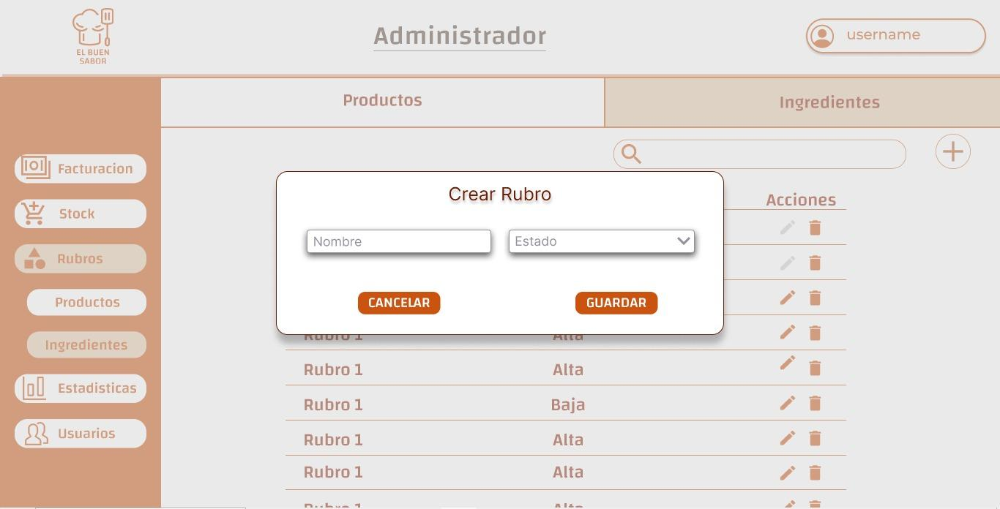 EL BUEN
SABOR
Administrador
username
Productos
Ingredientes
Facturacion
Stock
Rubros
Productos
Ingredientes
Estadisticas
Usuarios
Acciones
Crear Rubro
Nombre
Estado
CANCELAR
GUARDAR
Rubro 1 Alta
Rubro 1 Alta
Rubro 1 Baja
Rubro 1 Alta
Rubro 1 Alta
Rubro 1 Alta